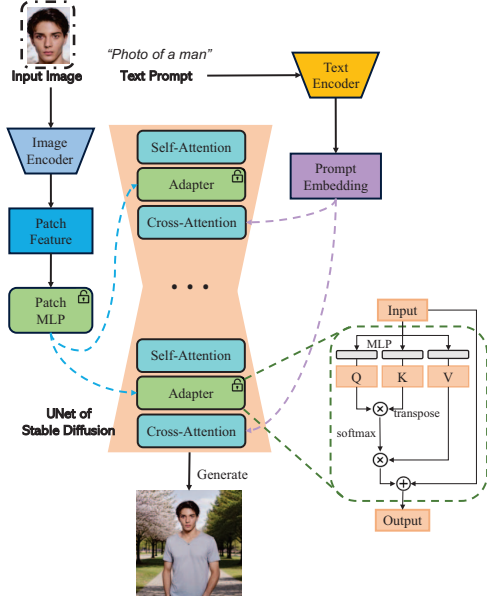 "Photo of a man"
Input Image
Text Prompt
Text
Encoder
Image
Encoder
Self-Attention
Adapter
Cross-Attention
Prompt
Embedding
Patch
Feature
Patch
MLP
Self-Attention
Adapter
Cross-Attention
UNet of
Stable Diffusion
Generate
Input
MLP
Q
K
V
transpose
softmax
Output